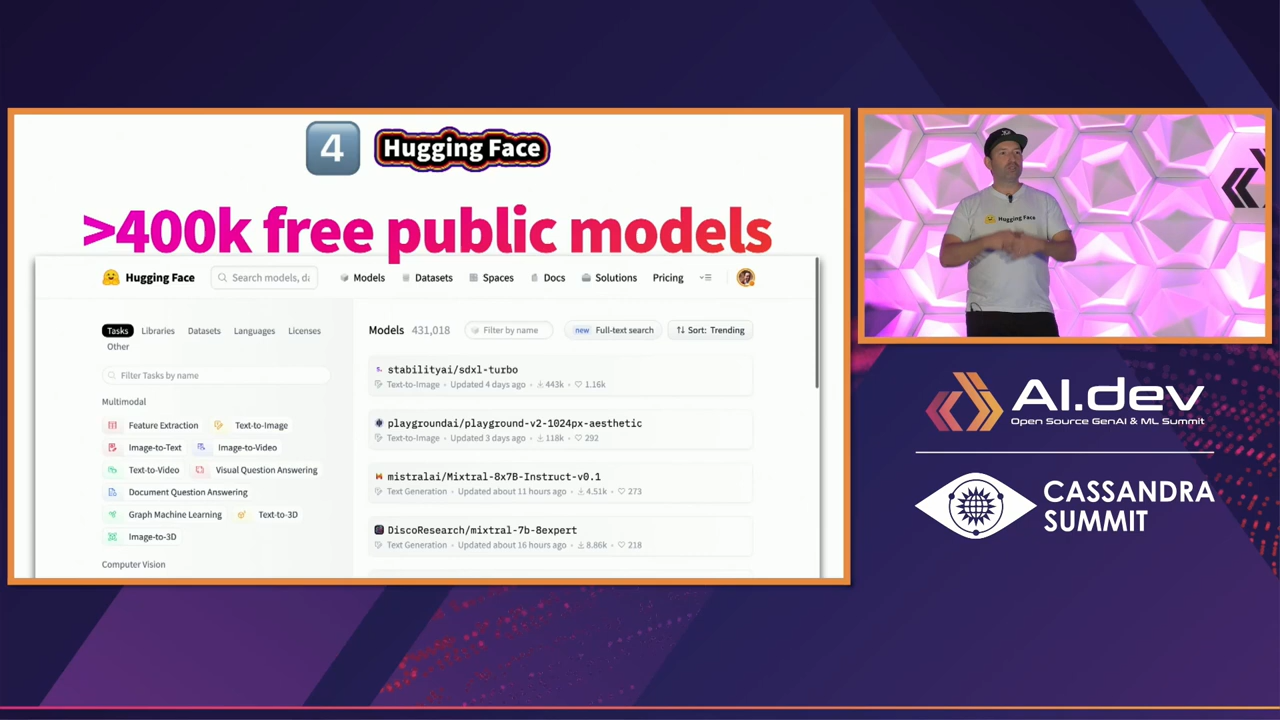 4 Hugging Face
>400k free public models
Hugging Face Search models, da Models Datasets Spaces Docs Solutions Pricing
Tasks Libraries Datasets Languages Licenses
Other
Filter Tasks by name
Multimodal
Feature Extraction Text-to-Image
Image-to-Text Image-to-Video
Text-to-Video Visual Question Answering
Document Question Answering
Graph Machine Learning Text-to-3D
Image-to-3D
Computer Vision
Models 431,018 Filter by name new Full-text search Sort: Trending
stabilityai/sdxl-turbo
Text-to-Image • Updated 4 days ago • 443k • 1.16k
playgroundai/playground-v2-1024px-aesthetic
Text-to-Image • Updated 3 days ago • 118k • 292
mistralai/Mixtral-8x7B-Instruct-v0.1
Text Generation • Updated about 11 hours ago • 4.51k • 273
DiscoResearch/mixtral-7b-8expert
Text Generation • Updated about 16 hours ago • 8.86k • 218
Hugging Face
AI.dev
Open Source GenAI & ML Summit
CASSANDRA
SUMMIT